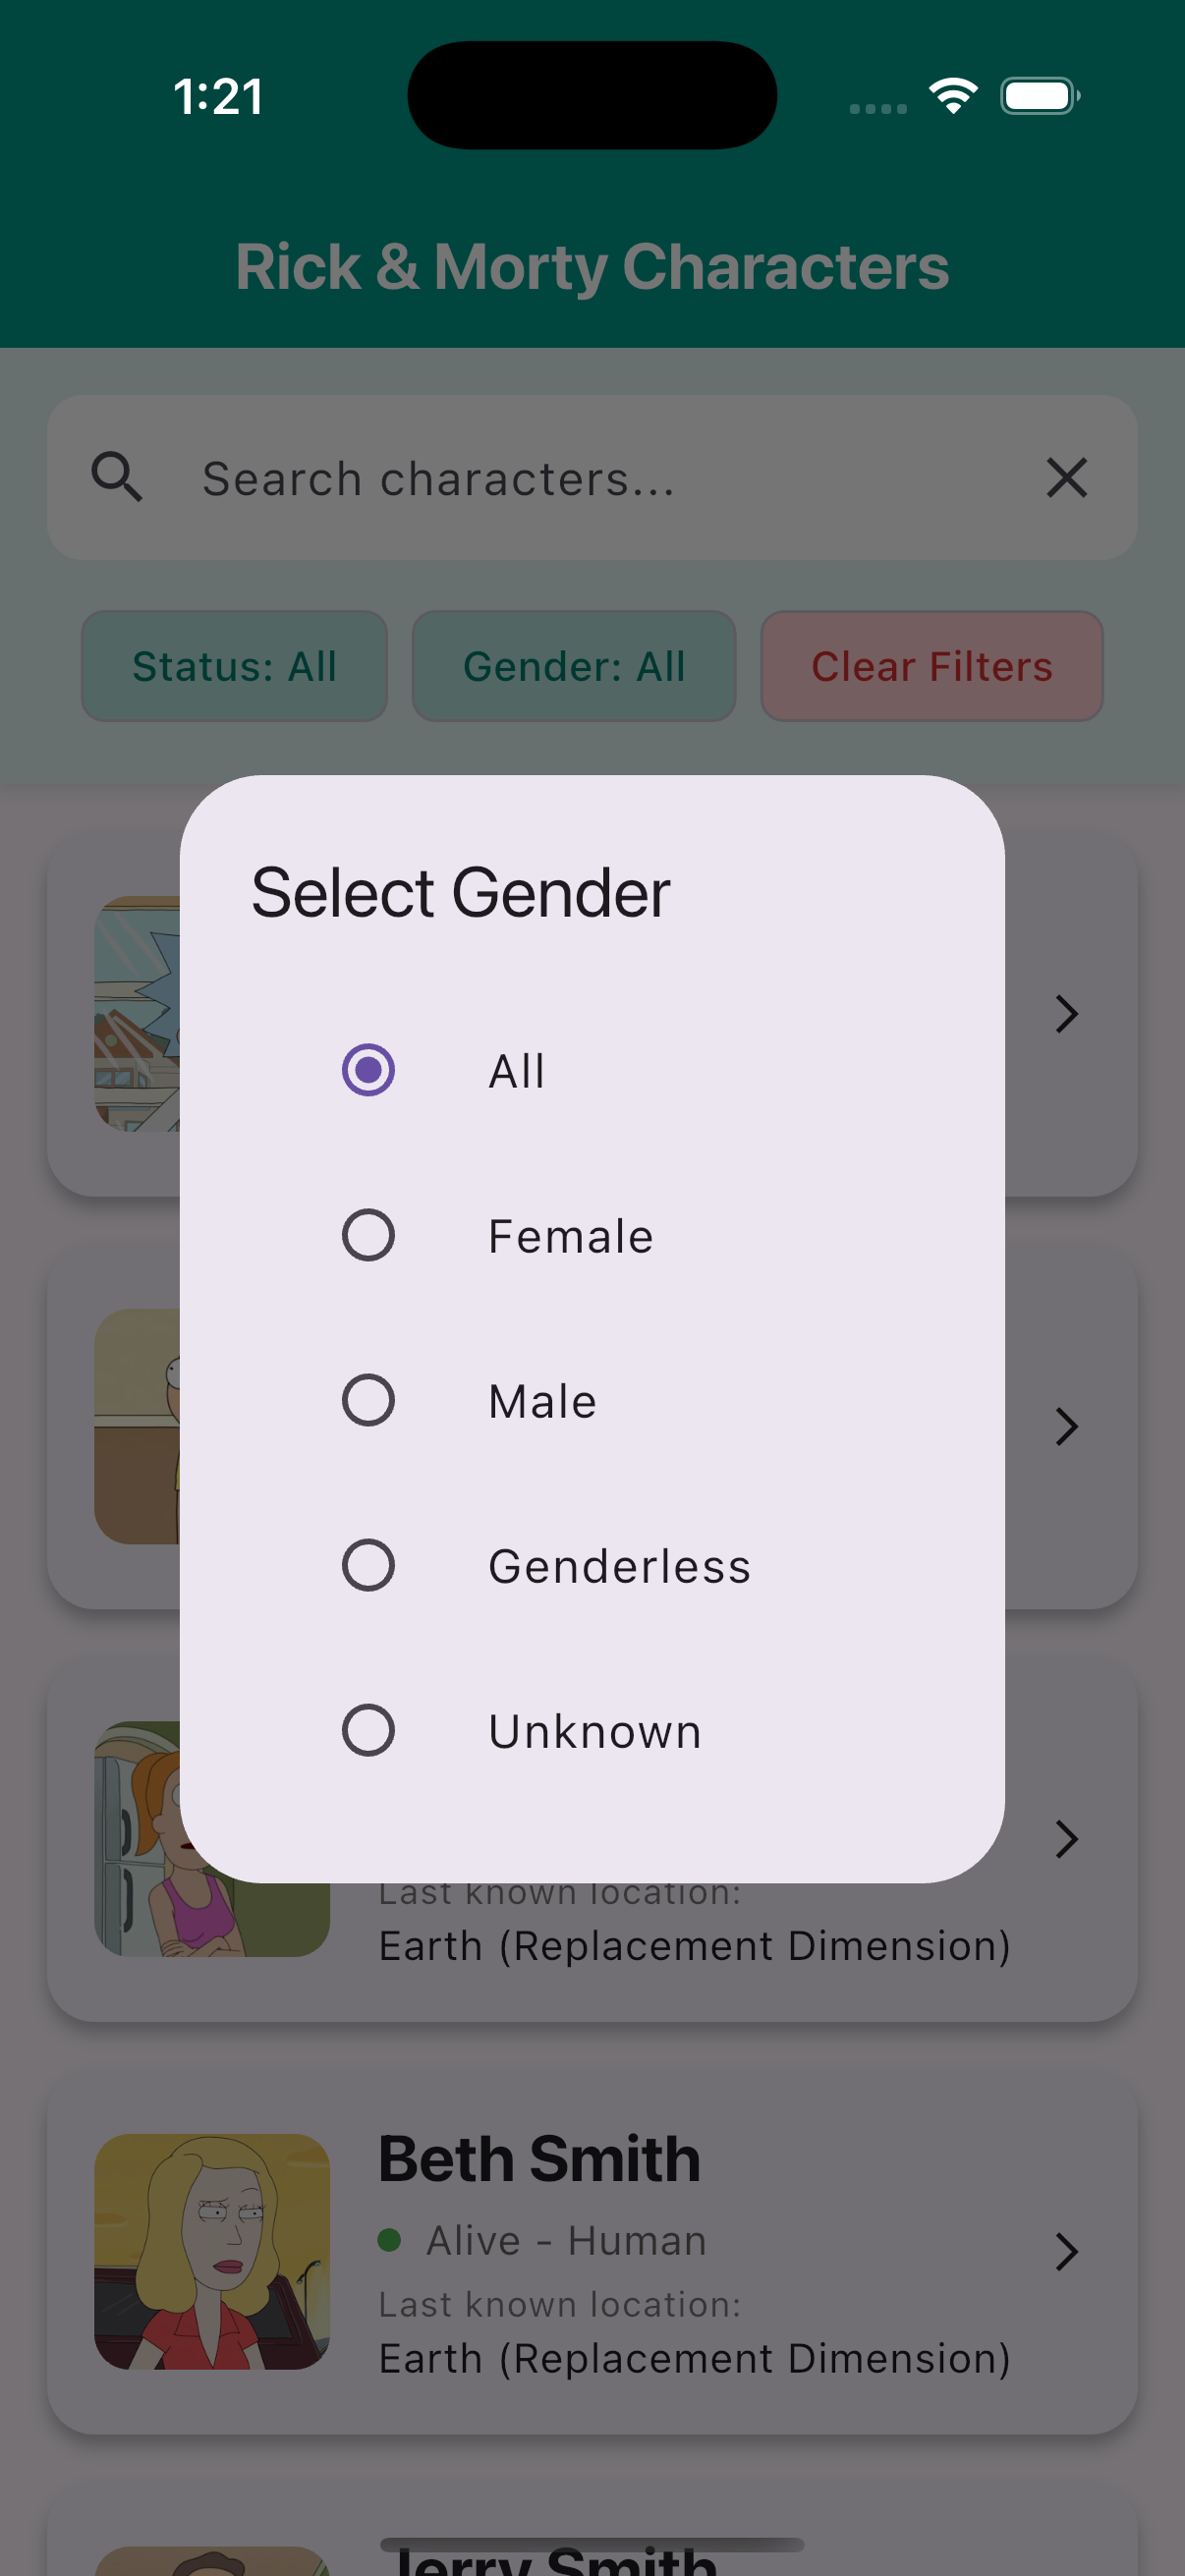 1:21
Rick & Morty Characters
Search characters...
Status: All
Gender: All
Clear Filters
Select Gender
All
Female
Male
Genderless
Unknown
Last known location:
Earth (Replacement Dimension)
Beth Smith
Alive - Human
Last known location:
Earth (Replacement Dimension)
Jerry Smith